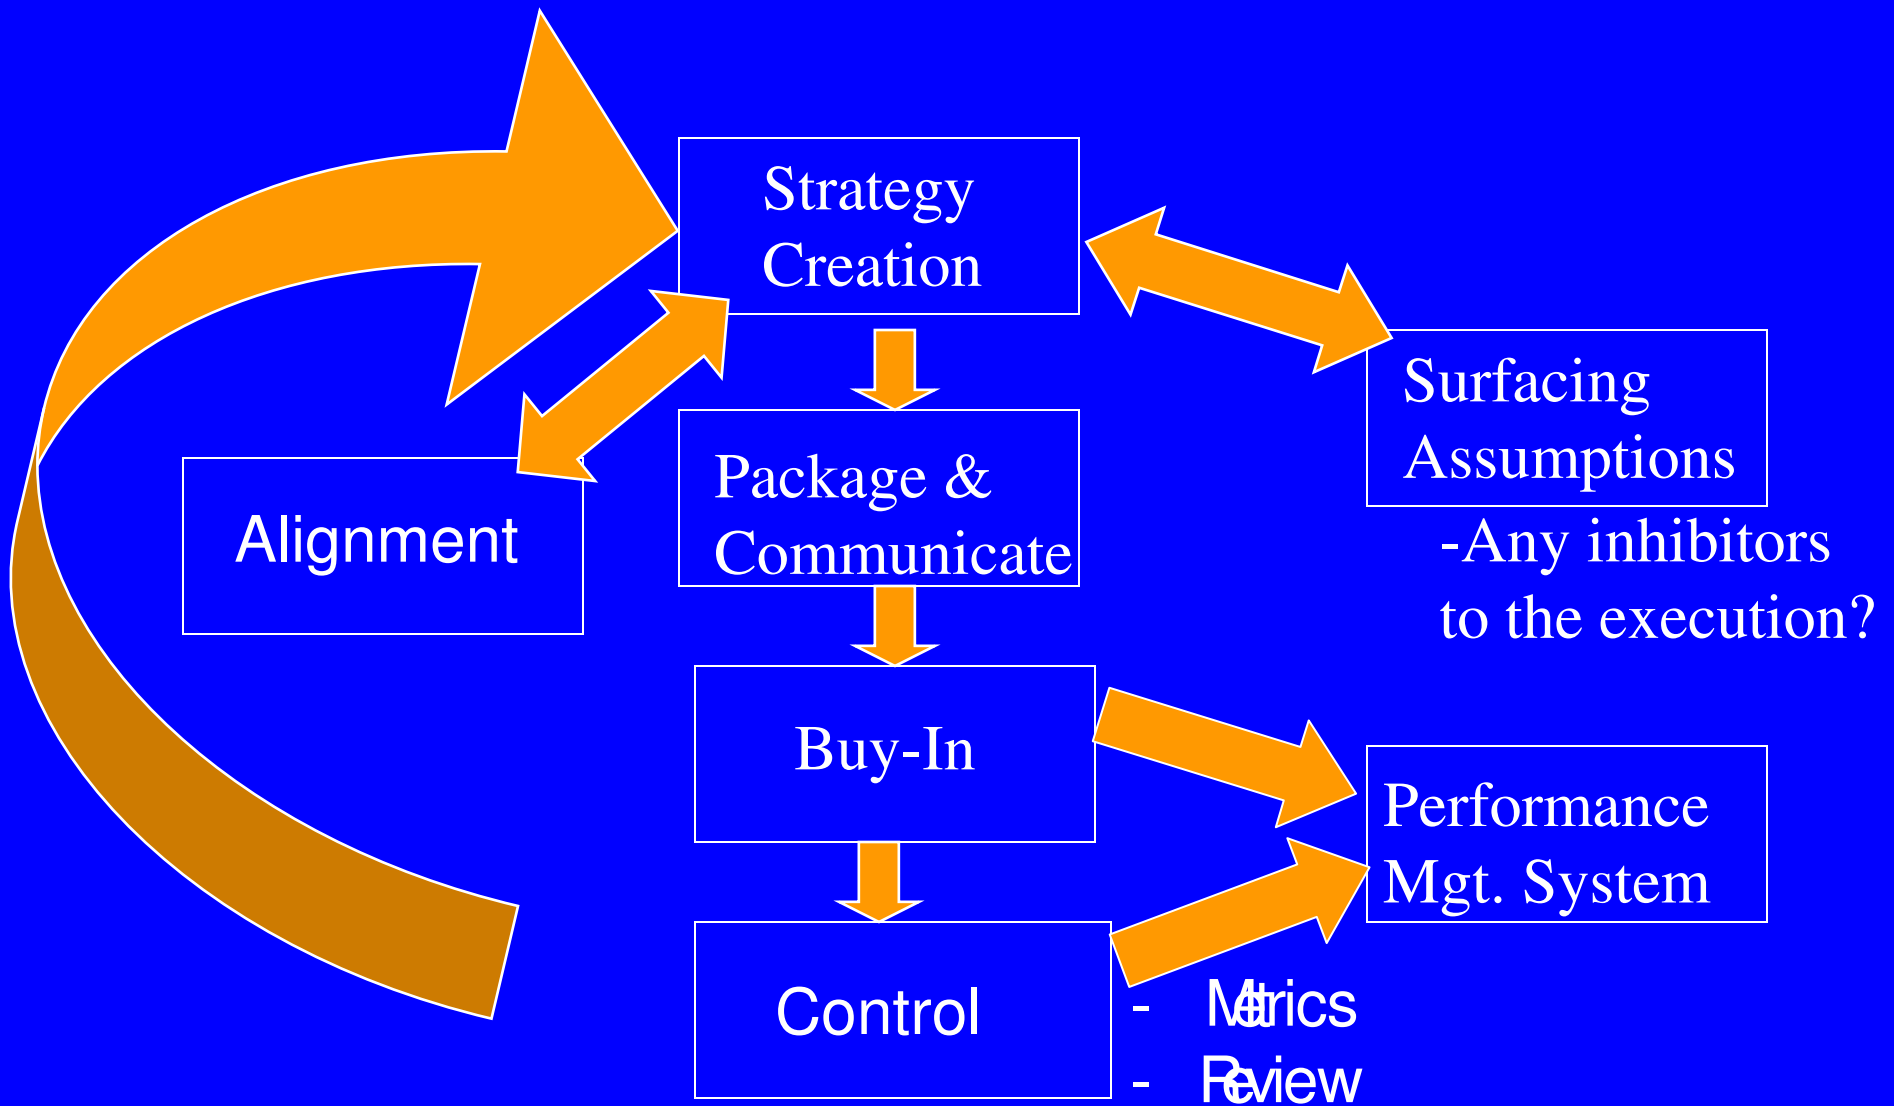 Strategy
Creation
Surfacing
Assumptions
-Any inhibitors
to the execution?
Alignment
Package &
Communicate
Buy-In
Performance
Mgt. System
Control
- Metrics
- Review